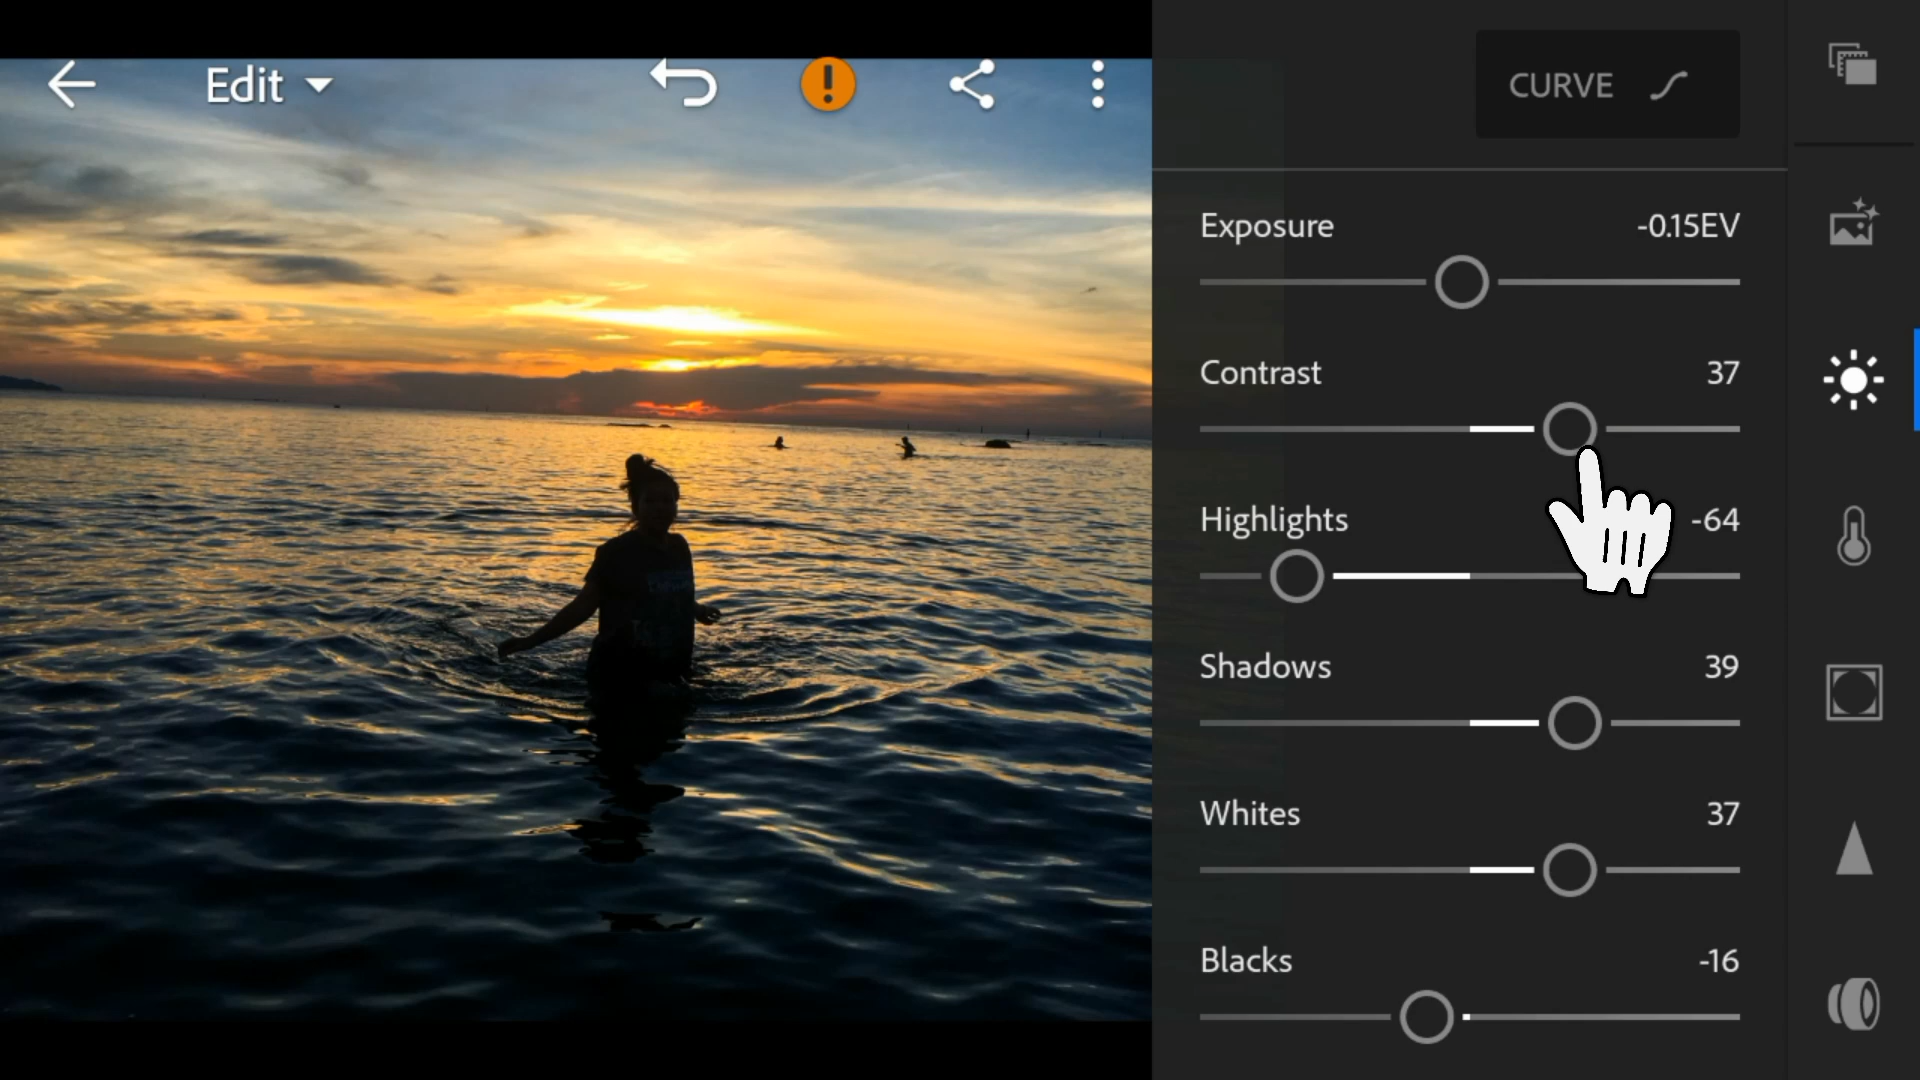 Edit
!
CURVE
Exposure -0.15EV
Contrast 37
Highlights -64
Shadows 39
Whites 37
Blacks -16